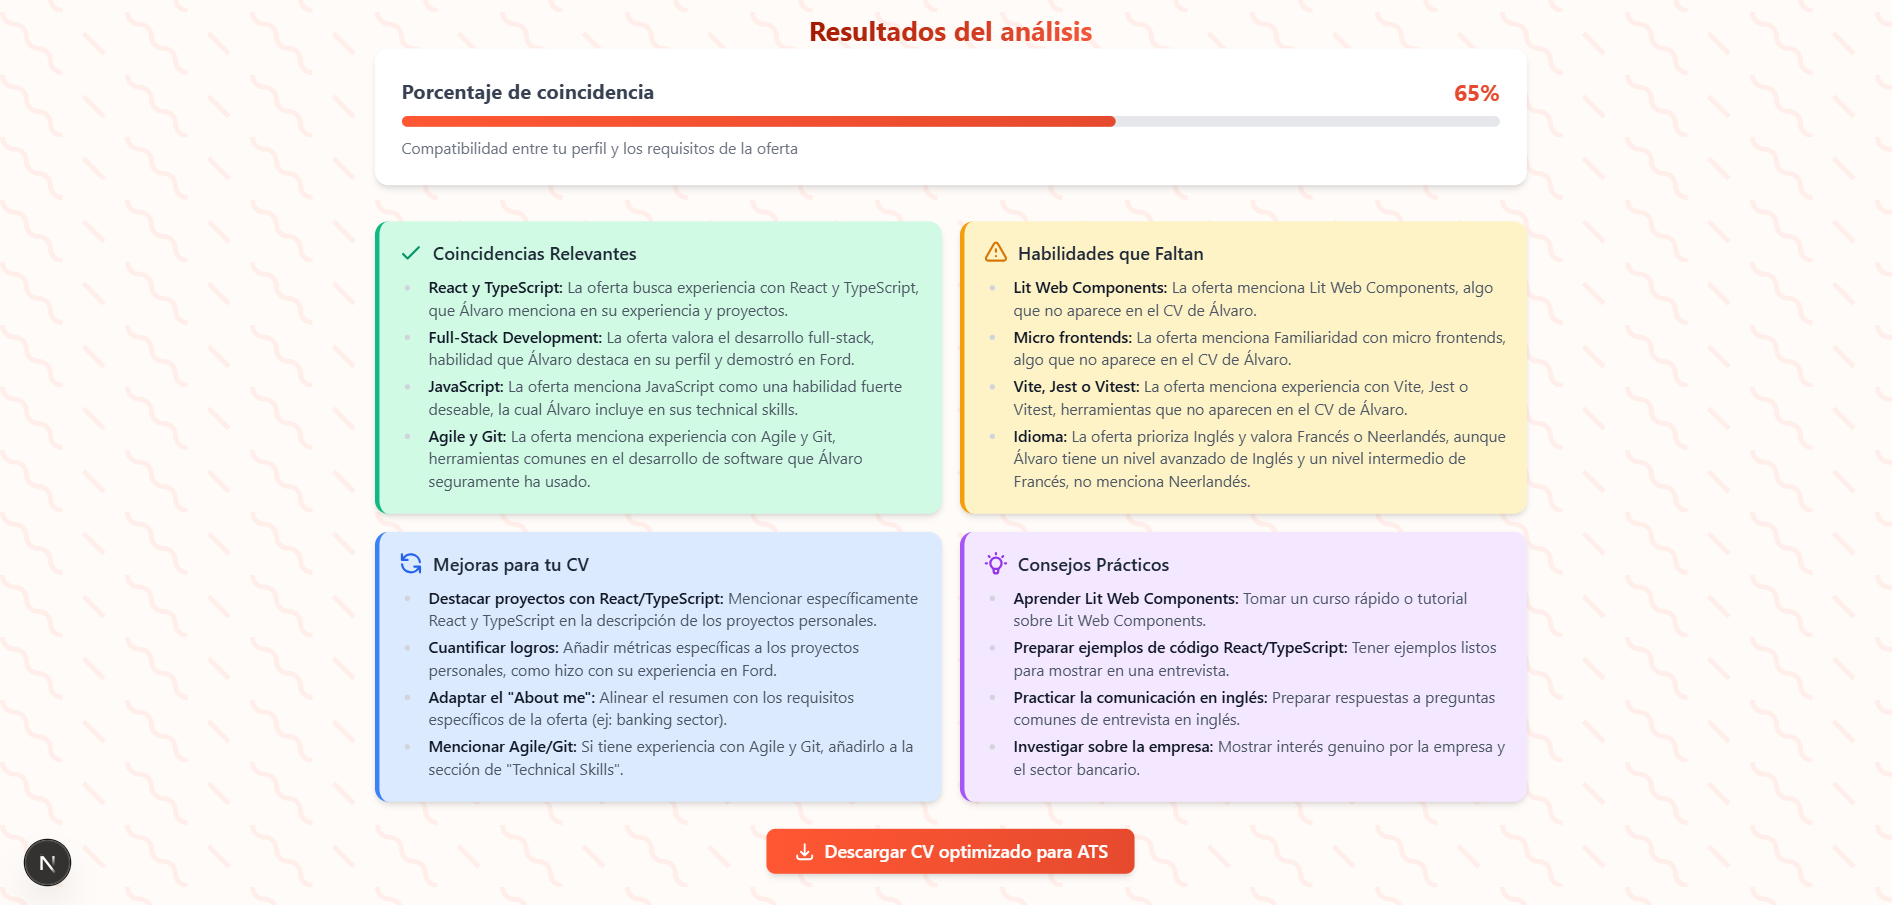 Resultados del análisis
Porcentaje de coincidencia
65%
Compatibilidad entre tu perfil y los requisitos de la oferta
Coincidencias Relevantes
React y TypeScript: La oferta busca experiencia con React y TypeScript,
que Álvaro menciona en su experiencia y proyectos.
Full-Stack Development: La oferta valora el desarrollo full-stack,
habilidad que Álvaro destaca en su perfil y demostró en Ford.
JavaScript: La oferta menciona JavaScript como una habilidad fuerte
deseable, la cual Álvaro incluye en sus technical skills.
Agile y Git: La oferta menciona experiencia con Agile y Git,
herramientas comunes en el desarrollo de software que Álvaro
seguramente ha usado.
Habilidades que Faltan
Lit Web Components: La oferta menciona Lit Web Components, algo
que no aparece en el CV de Álvaro.
Micro frontends: La oferta menciona Familiaridad con micro frontends,
algo que no aparece en el CV de Álvaro.
Vite, Jest o Vitest: La oferta menciona experiencia con Vite, Jest o
Vitest, herramientas que no aparecen en el CV de Álvaro.
Idioma: La oferta prioriza Inglés y valora Francés o Neerlandés, aunque
Álvaro tiene un nivel avanzado de Inglés y un nivel intermedio de
Francés, no menciona Neerlandés.
Mejoras para tu CV
Destacar proyectos con React/TypeScript: Mencionar específicamente
React y TypeScript en la descripción de los proyectos personales.
Cuantificar logros: Añadir métricas específicas a los proyectos
personales, como hizo con su experiencia en Ford.
Adaptar el "About me": Alinear el resumen con los requisitos
específicos de la oferta (ej: banking sector).
Mencionar Agile/Git: Si tiene experiencia con Agile y Git, añadirlo a la
sección de "Technical Skills".
Consejos Prácticos
Aprender Lit Web Components: Tomar un curso rápido o tutorial
sobre Lit Web Components.
Preparar ejemplos de código React/TypeScript: Tener ejemplos listos
para mostrar en una entrevista.
Practicar la comunicación en inglés: Preparar respuestas a preguntas
comunes de entrevista en inglés.
Investigar sobre la empresa: Mostrar interés genuino por la empresa y
el sector bancario.
Descargar CV optimizado para ATS
N